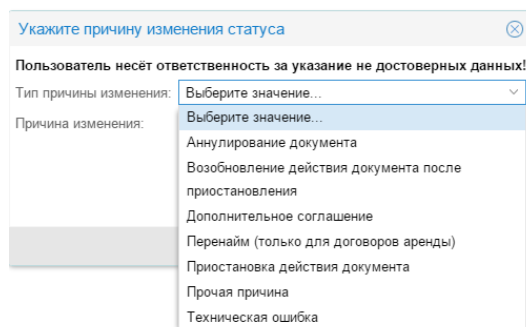 Укажите причину изменения статуса
Пользователь несёт ответственность за указание не достоверных данных!
Тип причины изменения: Выберите значение...
Причина изменения: Выберите значение...
Аннулирование документа
Возобновление действия документа после
приостановления
Дополнительное соглашение
Перенайм (только для договоров аренды)
Приостановка действия документа
Прочая причина
Техническая ошибка